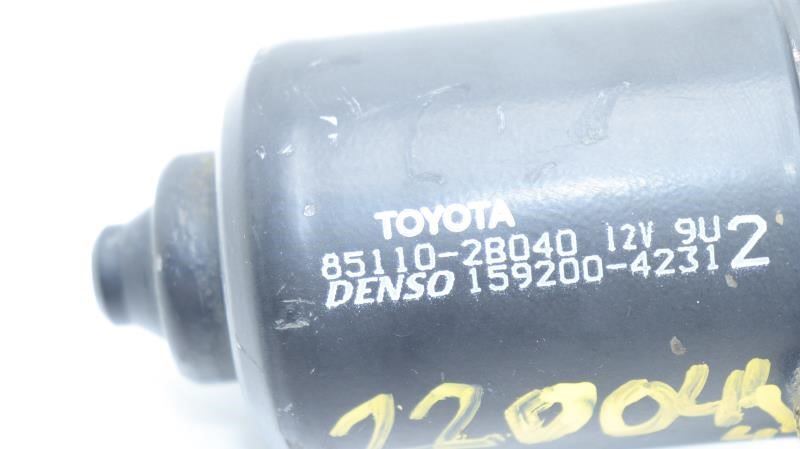 TOYOTA
85110-2B040 12V 9U 2
DENSO 159200-4231